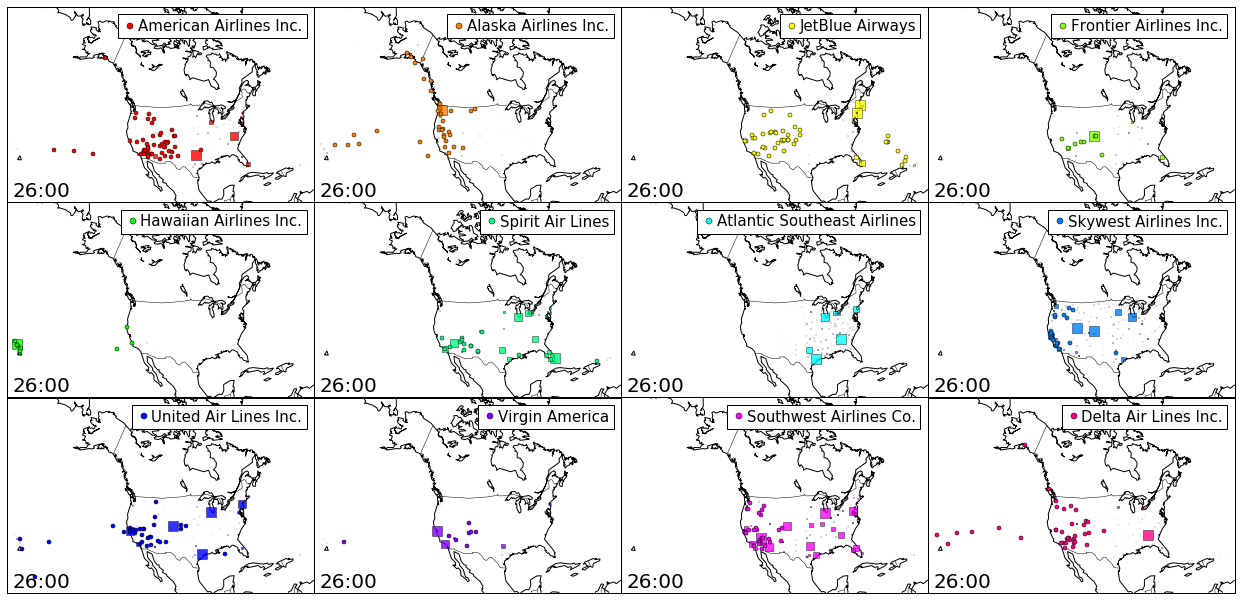 American Airlines Inc.
26:00
Alaska Airlines Inc.
26:00
JetBlue Airways
26:00
Frontier Airlines Inc.
26:00
Hawaiian Airlines Inc.
26:00
Spirit Air Lines
26:00
Atlantic Southeast Airlines
26:00
Skywest Airlines Inc.
26:00
United Air Lines Inc.
26:00
Virgin America
26:00
Southwest Airlines Co.
26:00
Delta Air Lines Inc.
26:00